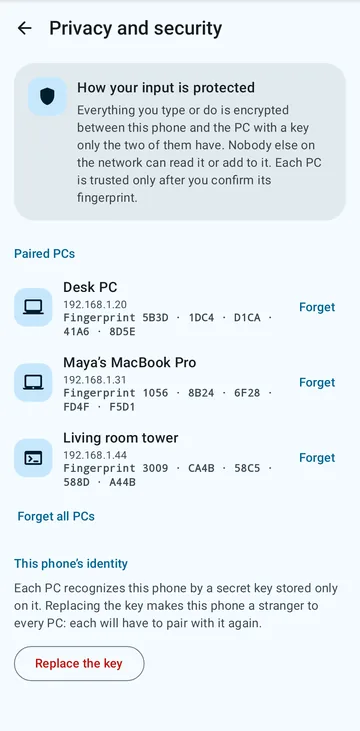 Privacy and security
How your input is protected
Everything you type or do is encrypted
between this phone and the PC with a key
only the two of them have. Nobody else on
the network can read it or add to it. Each PC
is trusted only after you confirm its
fingerprint.
Paired PCs
Desk PC
192.168.1.20
Fingerprint 5B3D · 1DC4 · D1CA ·
41A6 · 8D5E
Forget
Maya's MacBook Pro
192.168.1.31
Fingerprint 1056 · 8B24 · 6F28 ·
FD4F · F5D1
Forget
Living room tower
192.168.1.44
Fingerprint 3009 · CA4B · 58C5 ·
588D · A44B
Forget
Forget all PCs
This phone's identity
Each PC recognizes this phone by a secret key stored only
on it. Replacing the key makes this phone a stranger to
every PC: each will have to pair with it again.
Replace the key